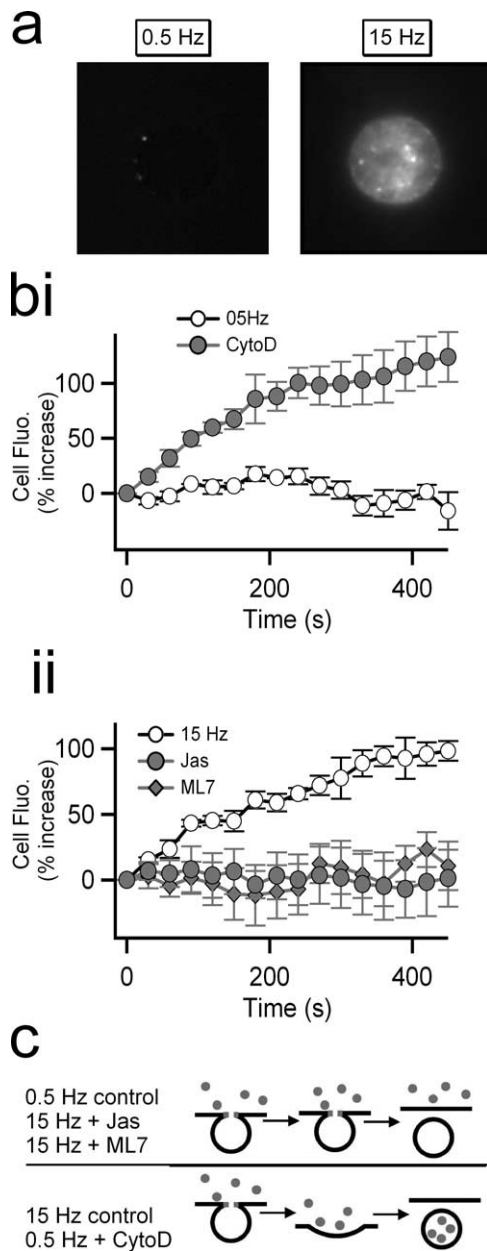 a
0.5 Hz
15 Hz
bi
05Hz
CytoD
100
50
0
Cell Fluo.
(% increase)
0
200
400
Time (s)
ii
15 Hz
Jas
ML7
100
50
0
Cell Fluo.
(% increase)
0
200
400
Time (s)
c
0.5 Hz control
15 Hz + Jas
15 Hz + ML7
15 Hz control
0.5 Hz + CytoD